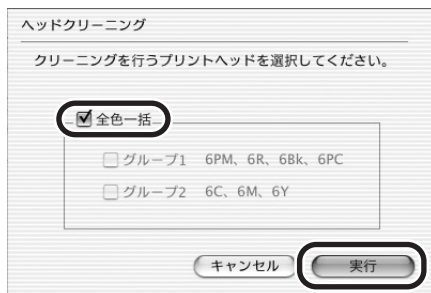 ヘッドクリーニング
クリーニングを行うプリントヘッドを選択してください。
全色一括
グループ1 6PM、6R、6Bk、6PC
グループ2 6C、6M、6Y
キャンセル 実行